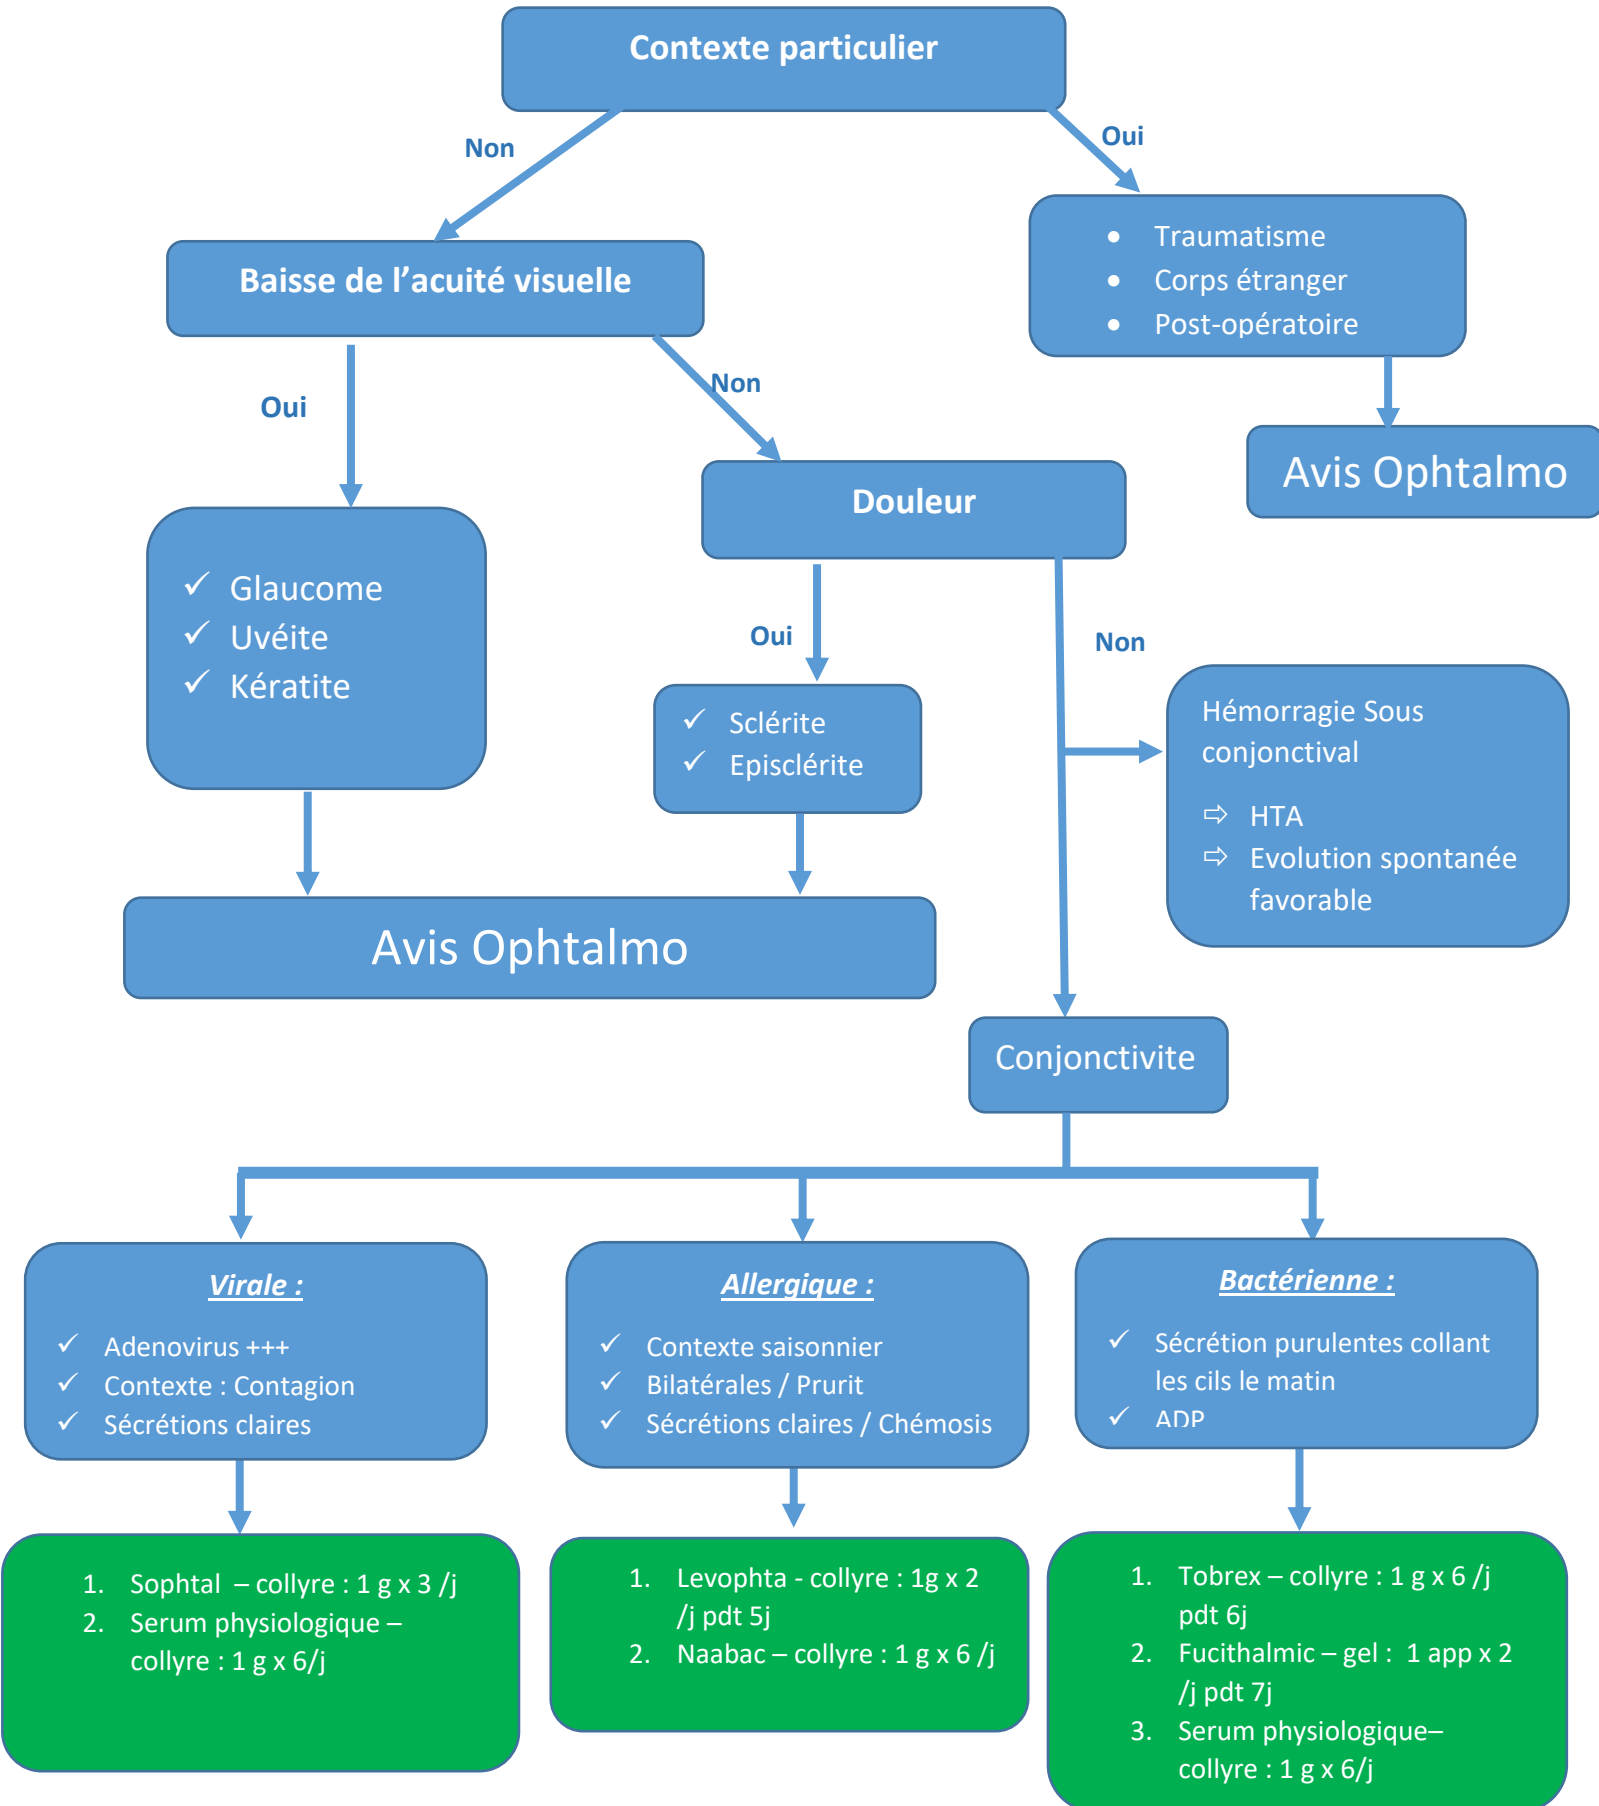 Contexte particulier
Non
Oui
• Traumatisme
• Corps étranger
• Post-opératoire
Baisse de l’acuité visuelle
Oui
Non
Avis Ophtalmo
Douleur
✓ Glaucome
✓ Uvéite
✓ Kératite
Oui
Non
✓ Sclérite
✓ Episclérite
Hémorragie Sous
conjonctival
⇨ HTA
⇨ Evolution spontanée
favorable
Avis Ophtalmo
Conjonctivite
Virale :
✓ Adenovirus +++
✓ Contexte : Contagion
✓ Sécrétions claires
Allergique :
✓ Contexte saisonnier
✓ Bilatérales / Prurit
✓ Sécrétions claires / Chémosis
Bactérienne :
✓ Sécrétion purulentes collant
les cils le matin
✓ ADP
1. Sophtal – collyre : 1 g x 3 /j
2. Serum physiologique –
collyre : 1 g x 6/j
1. Levophta - collyre : 1g x 2
/j pdt 5j
2. Naabac – collyre : 1 g x 6 /j
1. Tobrex – collyre : 1 g x 6 /j
pdt 6j
2. Fucithalmic – gel : 1 app x 2
/j pdt 7j
3. Serum physiologique–
collyre : 1 g x 6/j